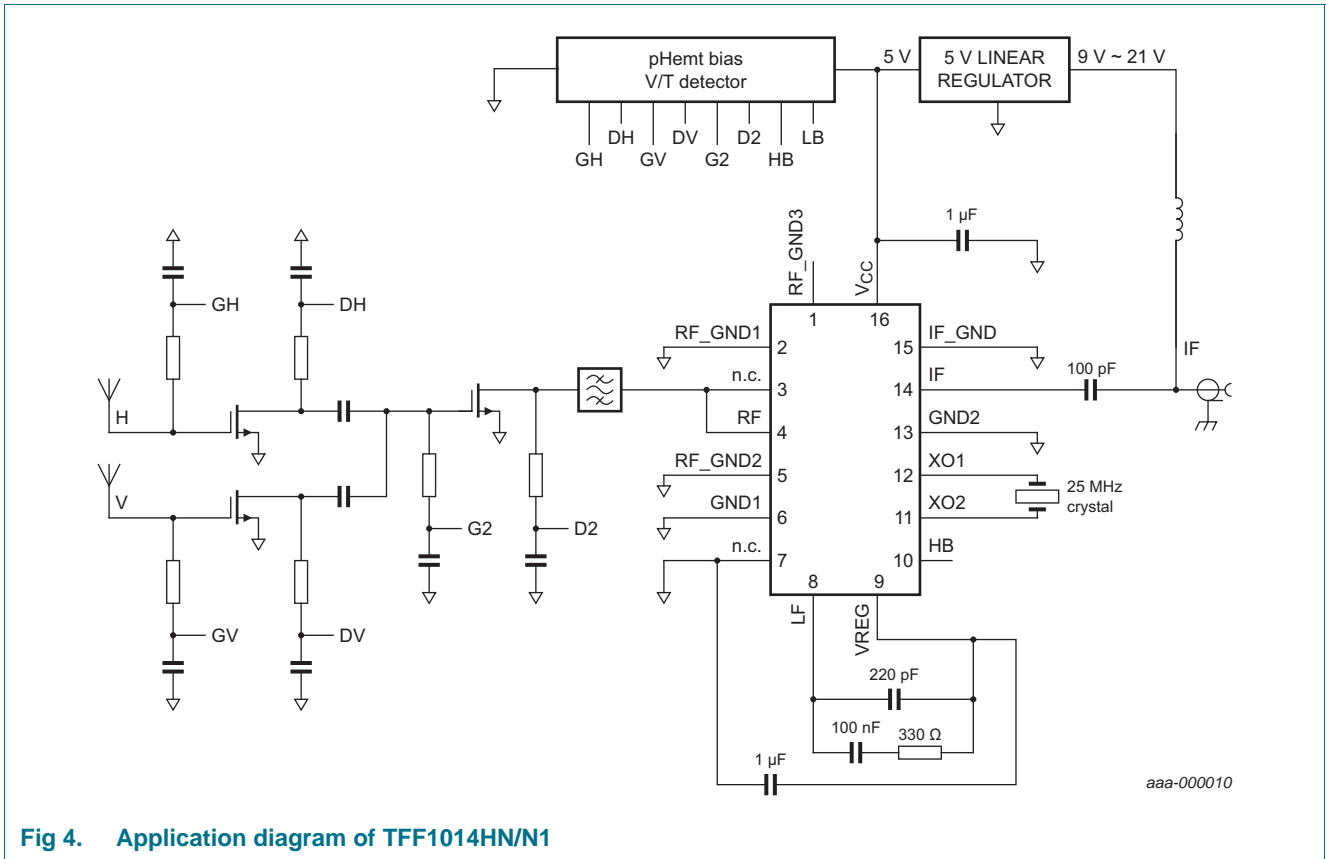 pHemt bias
V/T detector
5 V
5 V LINEAR
REGULATOR
9 V ~ 21 V
GH
DH
GV
DV
G2
D2
HB
LB
1 µF
RF_GND3
VCC
GH
DH
1
16
RF_GND1
2
15
IF_GND
IF
n.c.
3
14
IF
100 pF
H
RF
4
13
GND2
RF_GND2
5
12
XO1
V
25 MHz
crystal
GND1
6
11
XO2
G2
D2
n.c.
7
10
HB
8
9
LF
VREG
GV
DV
220 pF
100 nF
330 Ω
1 µF
aaa-000010
Fig 4. Application diagram of TFF1014HN/N1